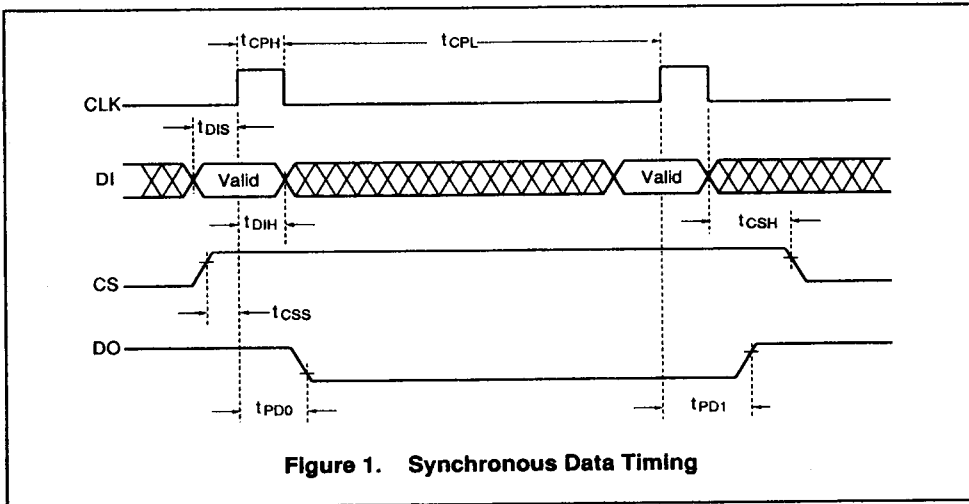 tCPH tCPL
CLK
tDIS
DI Valid Valid
tDIH tCSH
CS
tCSS
DO
tPD0 tPD1
Figure 1. Synchronous Data Timing